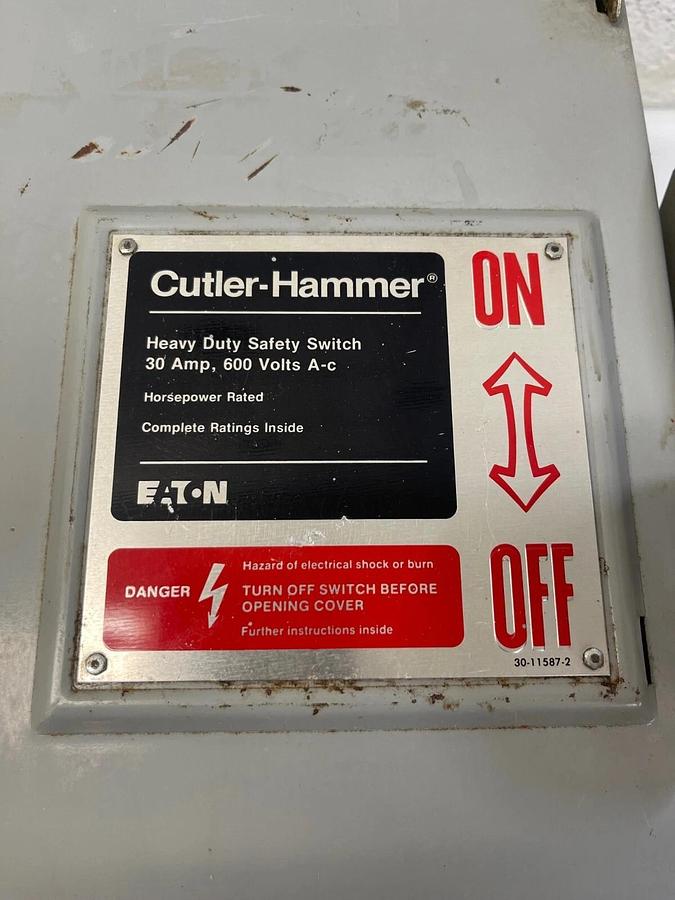 Cutler-Hammer®
Heavy Duty Safety Switch
30 Amp, 600 Volts A-c
Horsepower Rated
Complete Ratings Inside
EATON
ON
OFF
DANGER
Hazard of electrical shock or burn
TURN OFF SWITCH BEFORE
OPENING COVER
Further instructions inside
30-11587-2